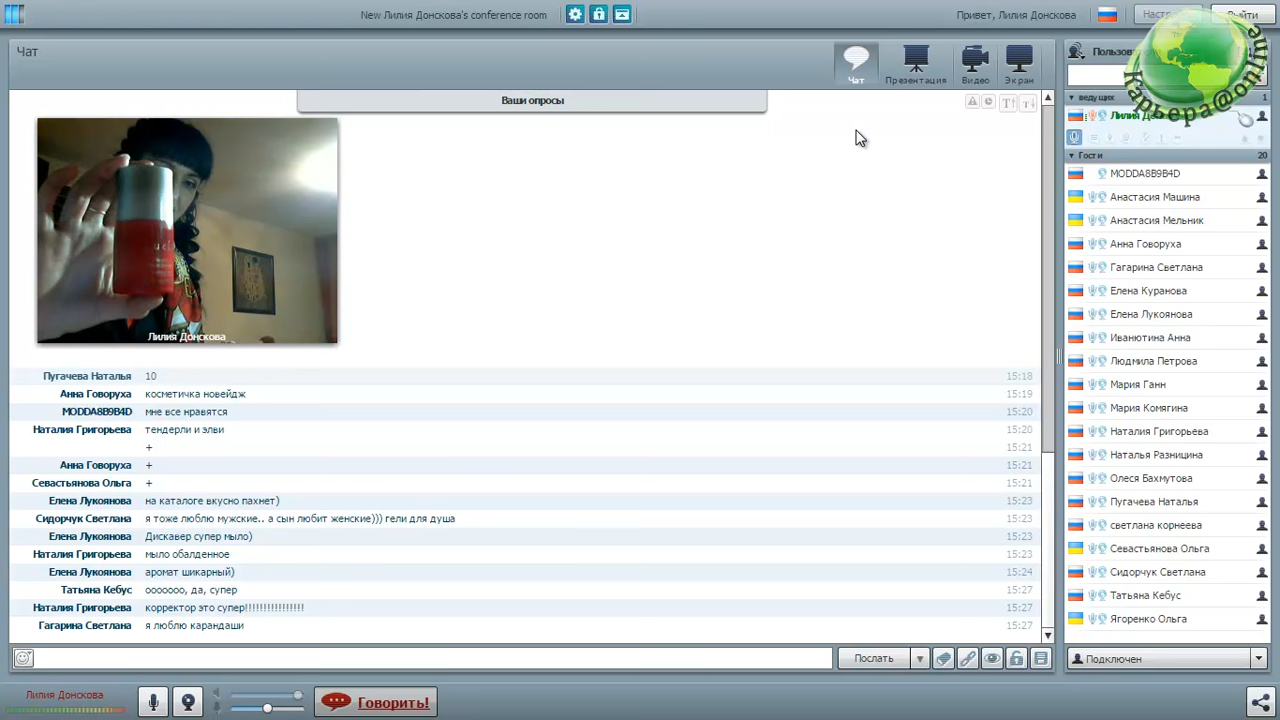 New Лилия Донскова's conference room
Привет, Лилия Донскова
Выйти
Чат
Чат
Презентация
Видео
Экран
Карьера@online
Ваши опросы
ведущих 1
Гости 20
MODDA8B9B4D
Анастасия Машина
Анастасия Мельник
Анна Говоруха
Гагарина Светлана
Елена Куранова
Елена Лукоянова
Иванютина Анна
Людмила Петрова
Мария Ганн
Мария Комягина
Наталия Григорьева
Наталья Разницина
Олеся Бахмутова
Пугачева Наталья
светлана корнеева
Севастьянова Ольга
Сидорчук Светлана
Татьяна Кебус
Ягоренко Ольга
Лилия Донскова
Пугачева Наталья 10 15:18
Анна Говоруха косметичка новейдж 15:19
MODDA8B9B4D мне все нравятся 15:20
Наталия Григорьева тендерли и элви 15:20
+ 15:21
Анна Говоруха + 15:21
Севастьянова Ольга + 15:21
Елена Лукоянова на каталоге вкусно пахнет) 15:23
Сидорчук Светлана я тоже люблю мужские.. а сын любит женские))) гели для душа 15:23
Елена Лукоянова Дискавер супер мыло) 15:23
Наталия Григорьева мыло обалденное 15:23
Елена Лукоянова аромат шикарный) 15:24
Татьяна Кебус ооооооо, да, супер 15:27
Наталия Григорьева корректор это супер!!!!!!!!!!!!!!!! 15:27
Гагарина Светлана я люблю карандаши 15:27
Послать
Подключен
Лилия Донскова
Говорить!